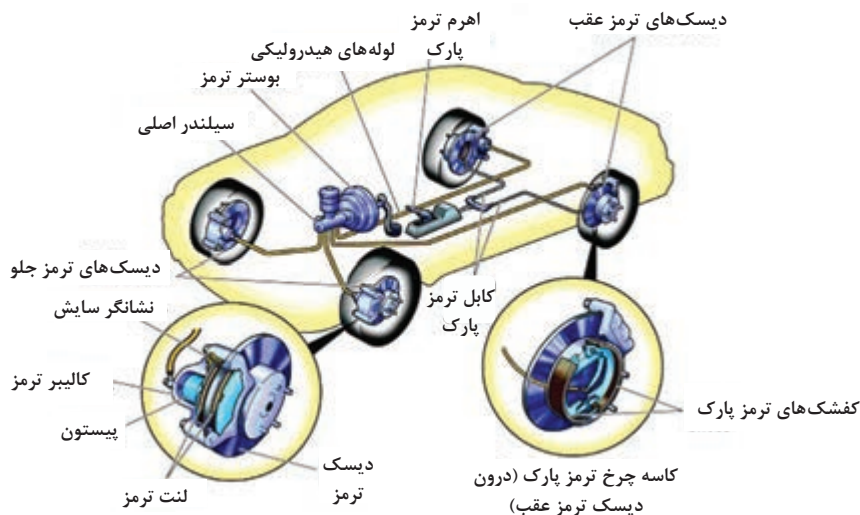 دیسک‌های ترمز عقب
اهرم ترمز
پارک
لوله‌های هیدرولیکی
بوستر ترمز
سیلندر اصلی
دیسک‌های ترمز جلو
نشانگر سایش
کالیبر ترمز
پیستون
لنت ترمز
دیسک
ترمز
کابل ترمز
پارک
کفشک‌های ترمز پارک
کاسه چرخ ترمز پارک (درون
دیسک ترمز عقب)